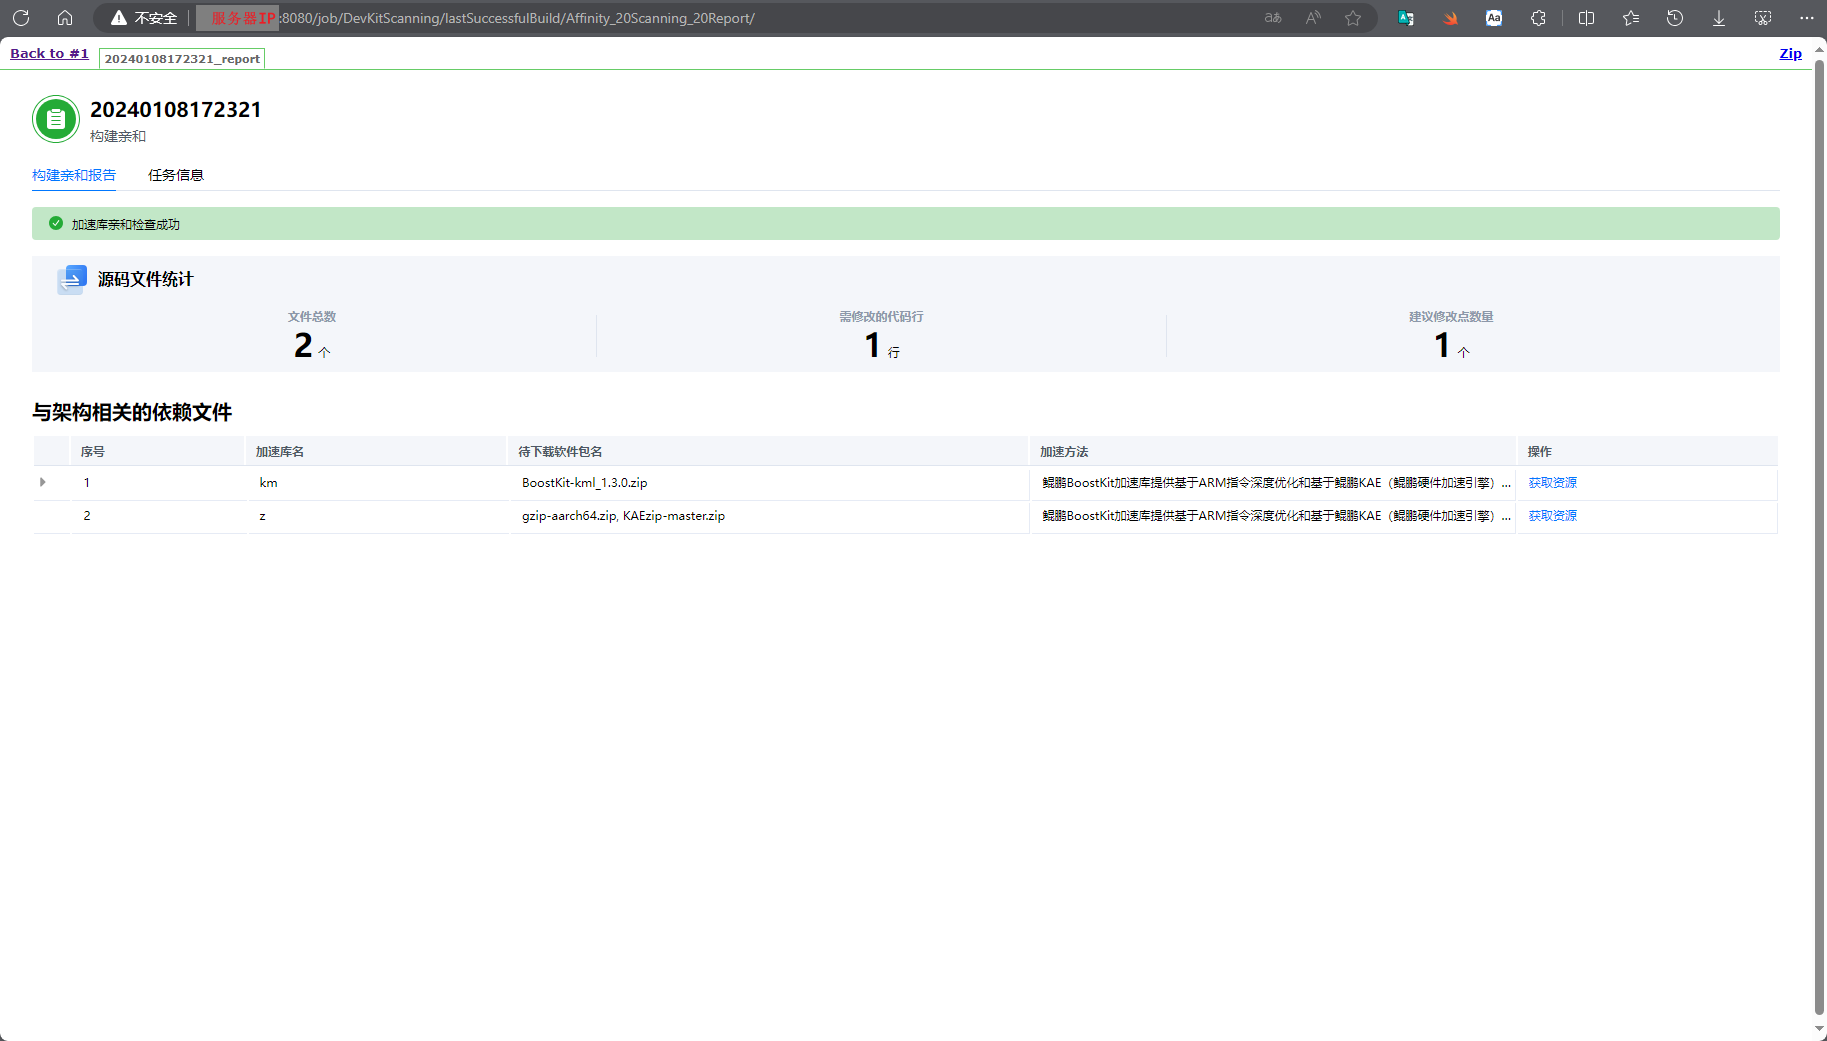 不安全 服务器IP:8080/job/DevKitScanning/lastSuccessfulBuild/Affinity_20Scanning_20Report/
Back to #1 20240108172321_report Zip
20240108172321
构建亲和
构建亲和报告 任务信息
加速库亲和检查成功
源码文件统计
文件总数 需修改的代码行 建议修改点数量
2 个 1 行 1 个
与架构相关的依赖文件
序号 加速库名 待下载软件包名 加速方法 操作
1 km BoostKit-kml_1.3.0.zip 鲲鹏BoostKit加速库提供基于ARM指令深度优化和基于鲲鹏KAE（鲲鹏硬件加速引擎）... 获取资源
2 z gzip-aarch64.zip, KAEzip-master.zip 鲲鹏BoostKit加速库提供基于ARM指令深度优化和基于鲲鹏KAE（鲲鹏硬件加速引擎）... 获取资源